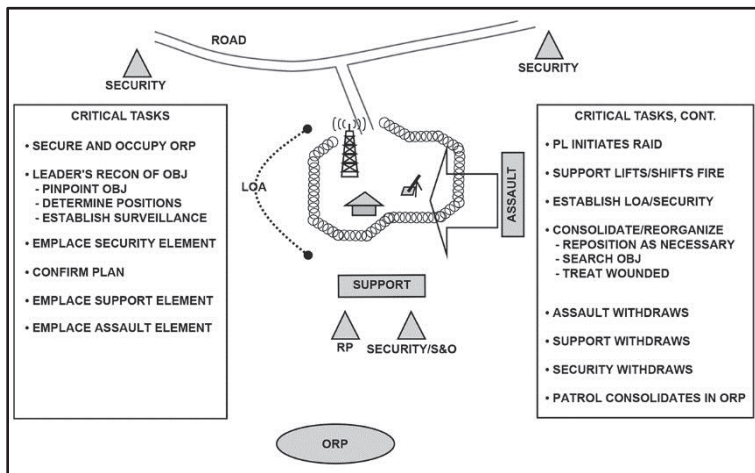 ROAD
SECURITY
SECURITY
CRITICAL TASKS
• SECURE AND OCCUPY ORP
• LEADER'S RECON OF OBJ
- PINPOINT OBJ
- DETERMINE POSITIONS
- ESTABLISH SURVEILLANCE
• EMPLACE SECURITY ELEMENT
• CONFIRM PLAN
• EMPLACE SUPPORT ELEMENT
• EMPLACE ASSAULT ELEMENT
LOA
ASSAULT
SUPPORT
RP
SECURITY/S&O
ORP
CRITICAL TASKS, CONT.
• PL INITIATES RAID
• SUPPORT LIFTS/SHIFTS FIRE
• ESTABLISH LOA/SECURITY
• CONSOLIDATE/REORGANIZE
- REPOSITION AS NECESSARY
- SEARCH OBJ
- TREAT WOUNDED
• ASSAULT WITHDRAWS
• SUPPORT WITHDRAWS
• SECURITY WITHDRAWS
• PATROL CONSOLIDATES IN ORP